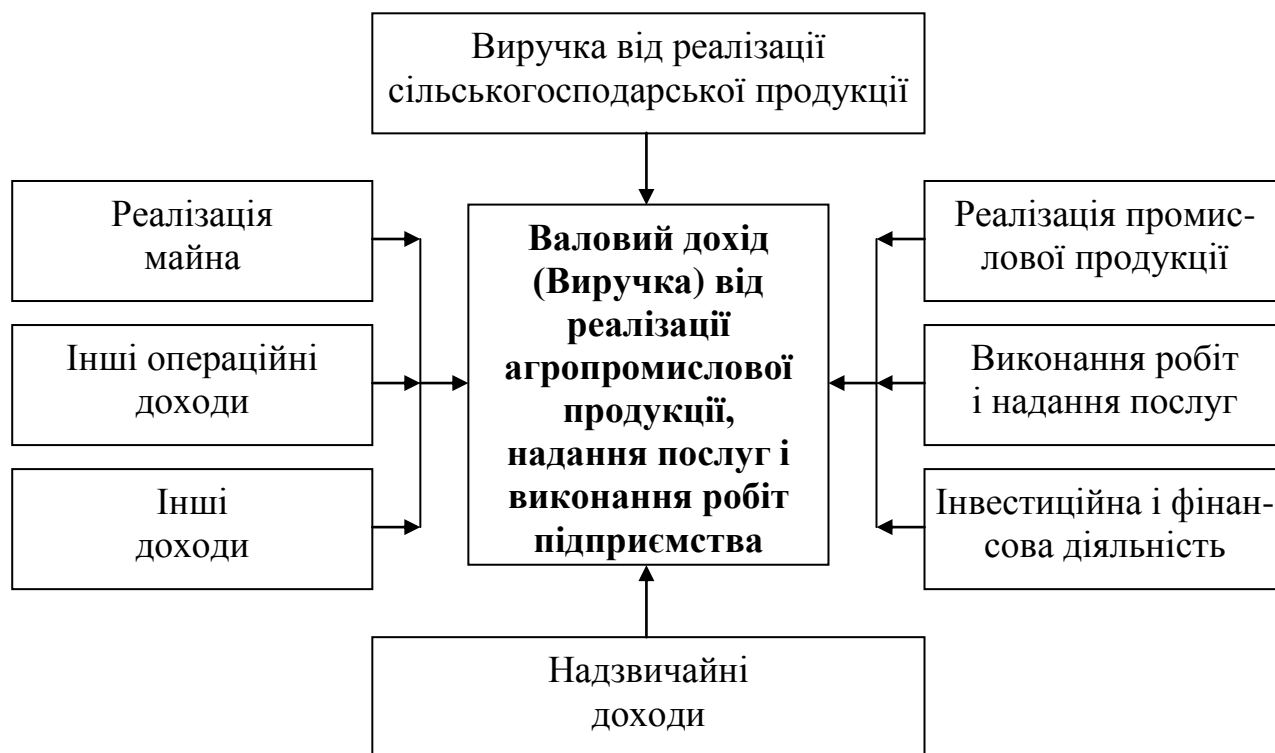 Виручка від реалізації
сільськогосподарської продукції
Реалізація
майна
Інші операційні
доходи
Інші
доходи
Валовий дохід
(Виручка) від
реалізації
агропромислової
продукції,
надання послуг і
виконання робіт
підприємства
Реалізація промис-
лової продукції
Виконання робіт
і надання послуг
Інвестиційна і фінан-
сова діяльність
Надзвичайні
доходи